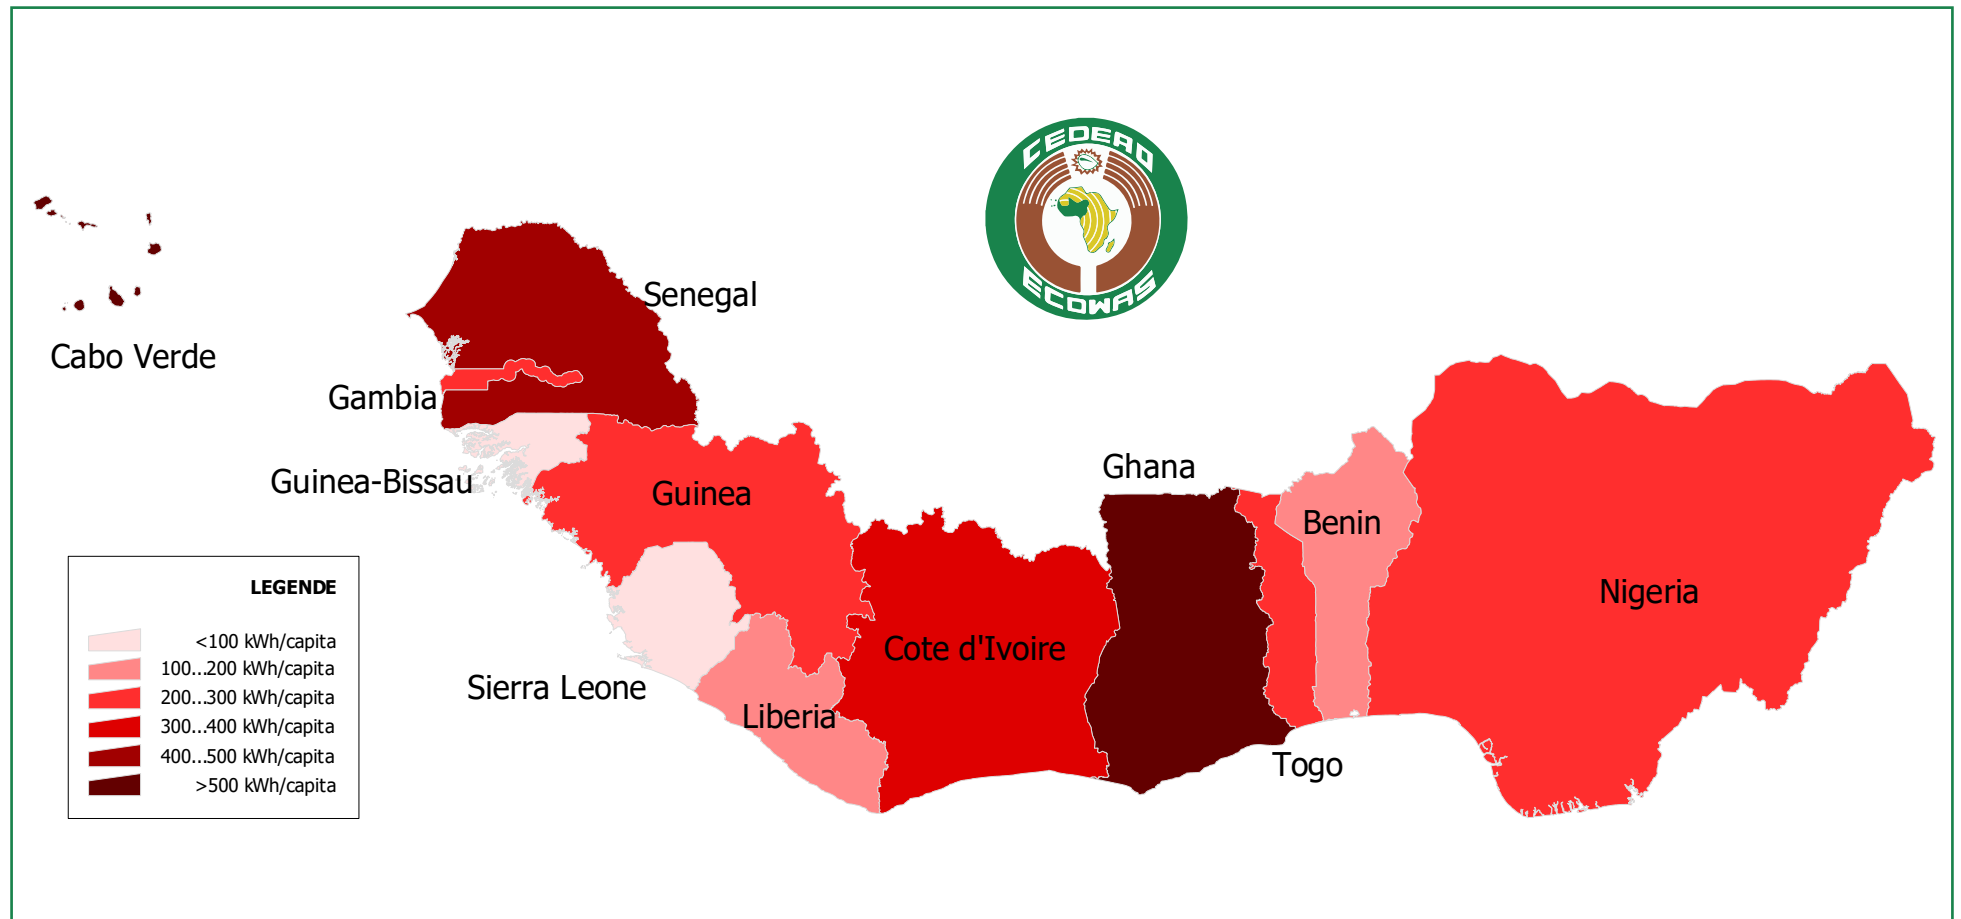 CEDEAO
ECOWAS
Senegal
Cabo Verde
Gambia
Guinea-Bissau
Guinea
Ghana
Benin
Nigeria
Cote d'Ivoire
Sierra Leone
Liberia
Togo
LEGENDE
<100 kWh/capita
100...200 kWh/capita
200...300 kWh/capita
300...400 kWh/capita
400...500 kWh/capita
>500 kWh/capita